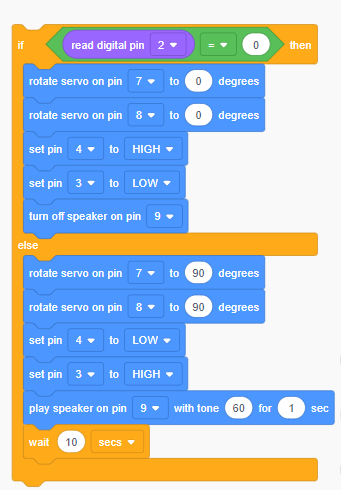 if read digital pin 2 = 0 then
rotate servo on pin 7 to 0 degrees
rotate servo on pin 8 to 0 degrees
set pin 4 to HIGH
set pin 3 to LOW
turn off speaker on pin 9
else
rotate servo on pin 7 to 90 degrees
rotate servo on pin 8 to 90 degrees
set pin 4 to LOW
set pin 3 to HIGH
play speaker on pin 9 with tone 60 for 1 sec
wait 10 secs